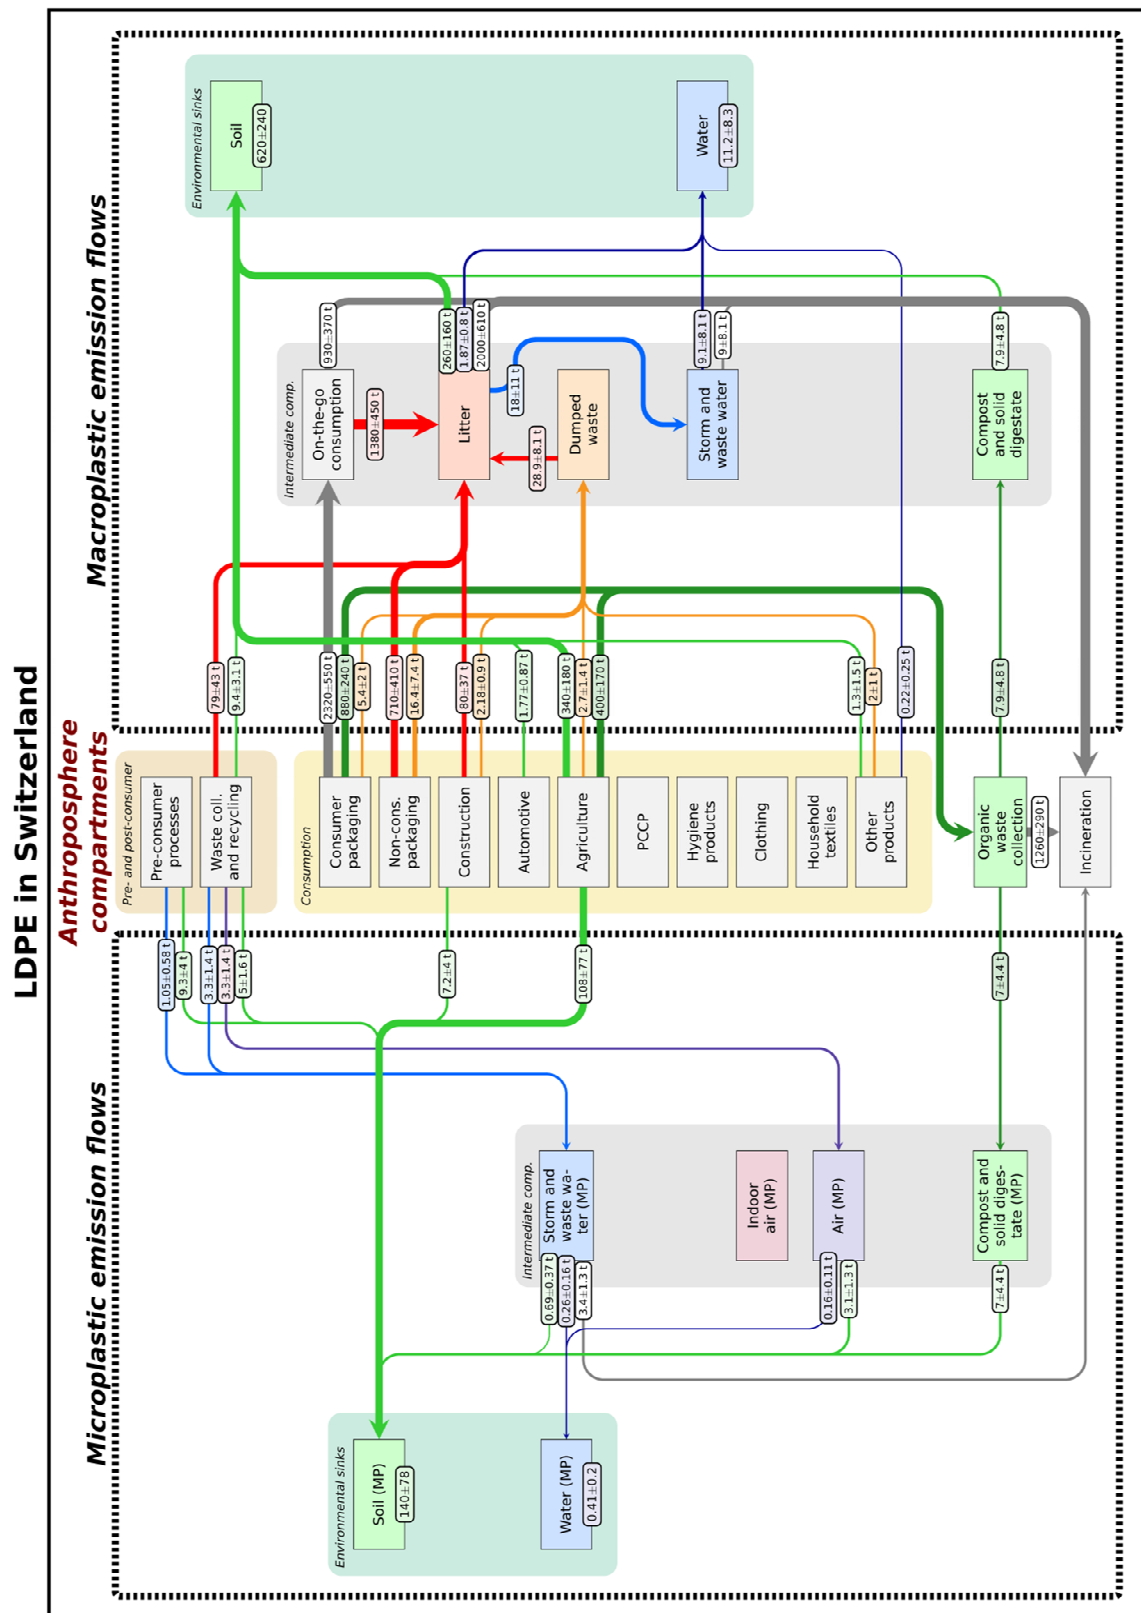 LDPE in Switzerland
Microplastic emission flows
Anthroposphere
compartments
Macroplastic emission flows
Environmental sinks
Soil (MP)
140±78
Water (MP)
0.41±0.2
Intermediate comp.
Storm and
waste wa-
ter (MP)
0.69±0.37 t
0.26±0.16 t
3.4±1.3 t
Indoor
air (MP)
Air (MP)
0.16±0.11 t
3.1±1.3 t
Compost and
solid diges-
tate (MP)
7±4.4 t
1.05±0.58 t
9.3±4 t
3.3±1.4 t
3.3±1.4 t
5±1.6 t
7.2±4 t
108±77 t
7±4.4 t
Pre- and post-consumer
Pre-consumer
processes
Waste coll.
and recycling
Consumption
Consumer
packaging
Non-cons.
packaging
Construction
Automotive
Agriculture
PCCP
Hygiene
products
Clothing
Household
textiles
Other
products
Organic
waste
collection
1260±290 t
Incineration
79±43 t
9.4±3.1 t
2320±550 t
880±240 t
5.4±2 t
710±410 t
16.4±7.4 t
80±37 t
2.18±0.9 t
1.77±0.87 t
340±180 t
2.7±1.4 t
400±170 t
1.3±1.5 t
2±1 t
0.22±0.25 t
7.9±4.8 t
Intermediate comp.
On-the-go
consumption
930±370 t
1380±450 t
Litter
260±160 t
1.87±0.8 t
2000±610 t
18±11 t
28.9±8.1 t
Dumped
waste
Storm and
waste water
9.1±8.1 t
9±8.1 t
Compost
and solid
digestate
7.9±4.8 t
Environmental sinks
Soil
620±240
Water
11.2±8.3